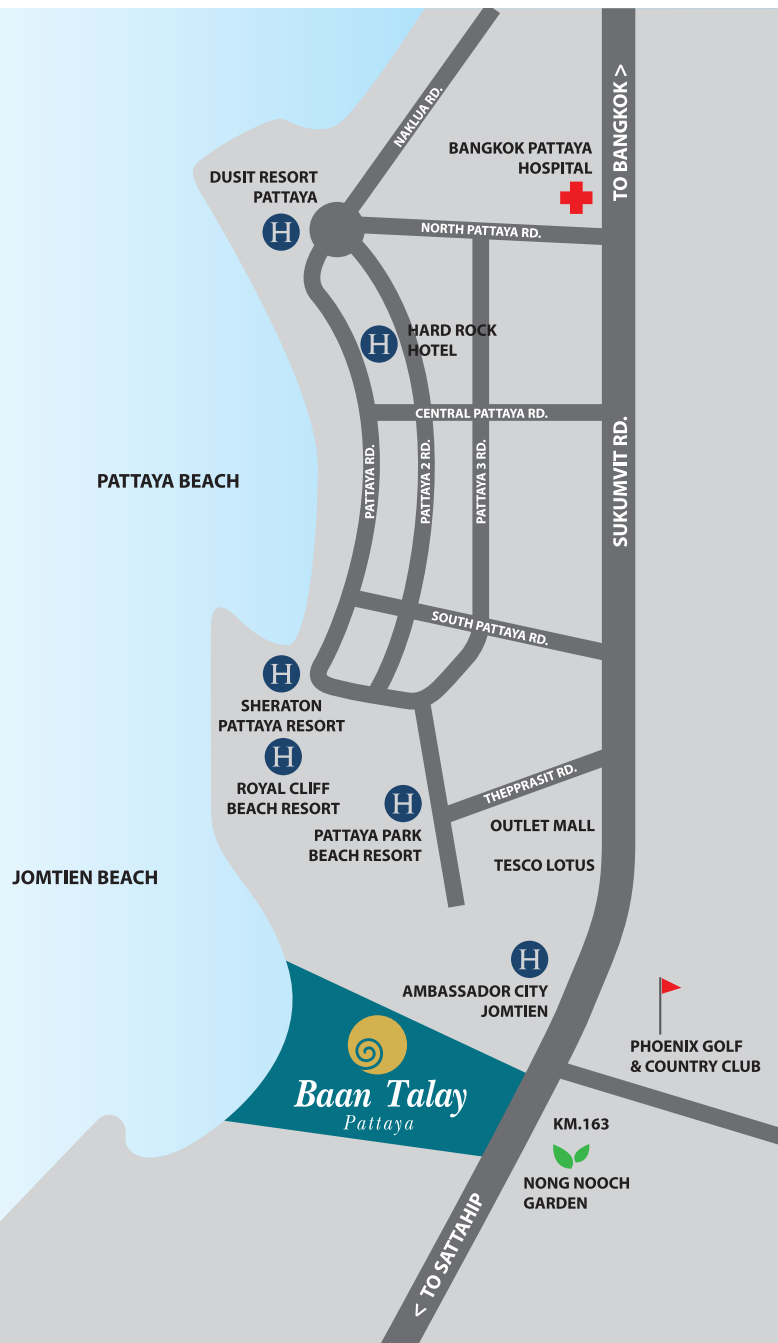 NAKLUA RD.
TO BANGKOK >
BANGKOK PATTAYA
HOSPITAL
DUSIT RESORT
PATTAYA
H
NORTH PATTAYA RD.
H
HARD ROCK
HOTEL
CENTRAL PATTAYA RD.
PATTAYA BEACH
PATTAYA RD.
PATTAYA 2 RD.
PATTAYA 3 RD.
SUKUMVIT RD.
SOUTH PATTAYA RD.
H
SHERATON
PATTAYA RESORT
H
ROYAL CLIFF
BEACH RESORT
H
PATTAYA PARK
BEACH RESORT
THEPPRASIT RD.
OUTLET MALL
TESCO LOTUS
JOMTIEN BEACH
H
AMBASSADOR CITY
JOMTIEN
PHOENIX GOLF
& COUNTRY CLUB
Baan Talay
Pattaya
KM.163
NONG NOOCH
GARDEN
< TO SATTAHIP